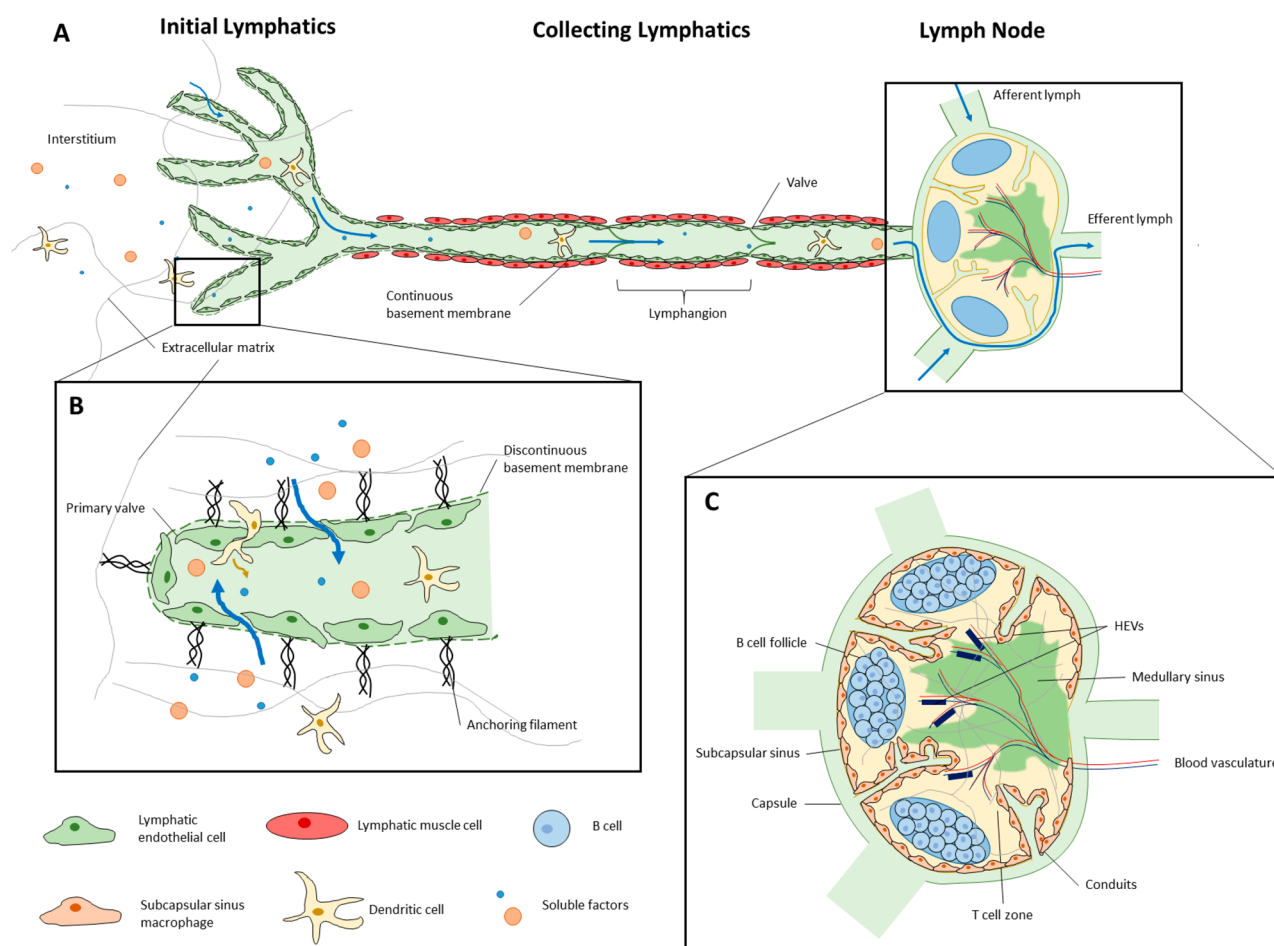 A
Initial Lymphatics
Collecting Lymphatics
Lymph Node
Afferent lymph
Interstitium
Valve
Efferent lymph
Continuous
basement membrane
Lymphangion
Extracellular matrix
B
Discontinuous
basement membrane
Primary valve
Anchoring filament
C
HEVs
B cell follicle
Medullary sinus
Subcapsular sinus
Blood vasculature
Capsule
Conduits
T cell zone
Lymphatic
endothelial cell
Lymphatic muscle cell
B cell
Subcapsular sinus
macrophage
Dendritic cell
Soluble factors